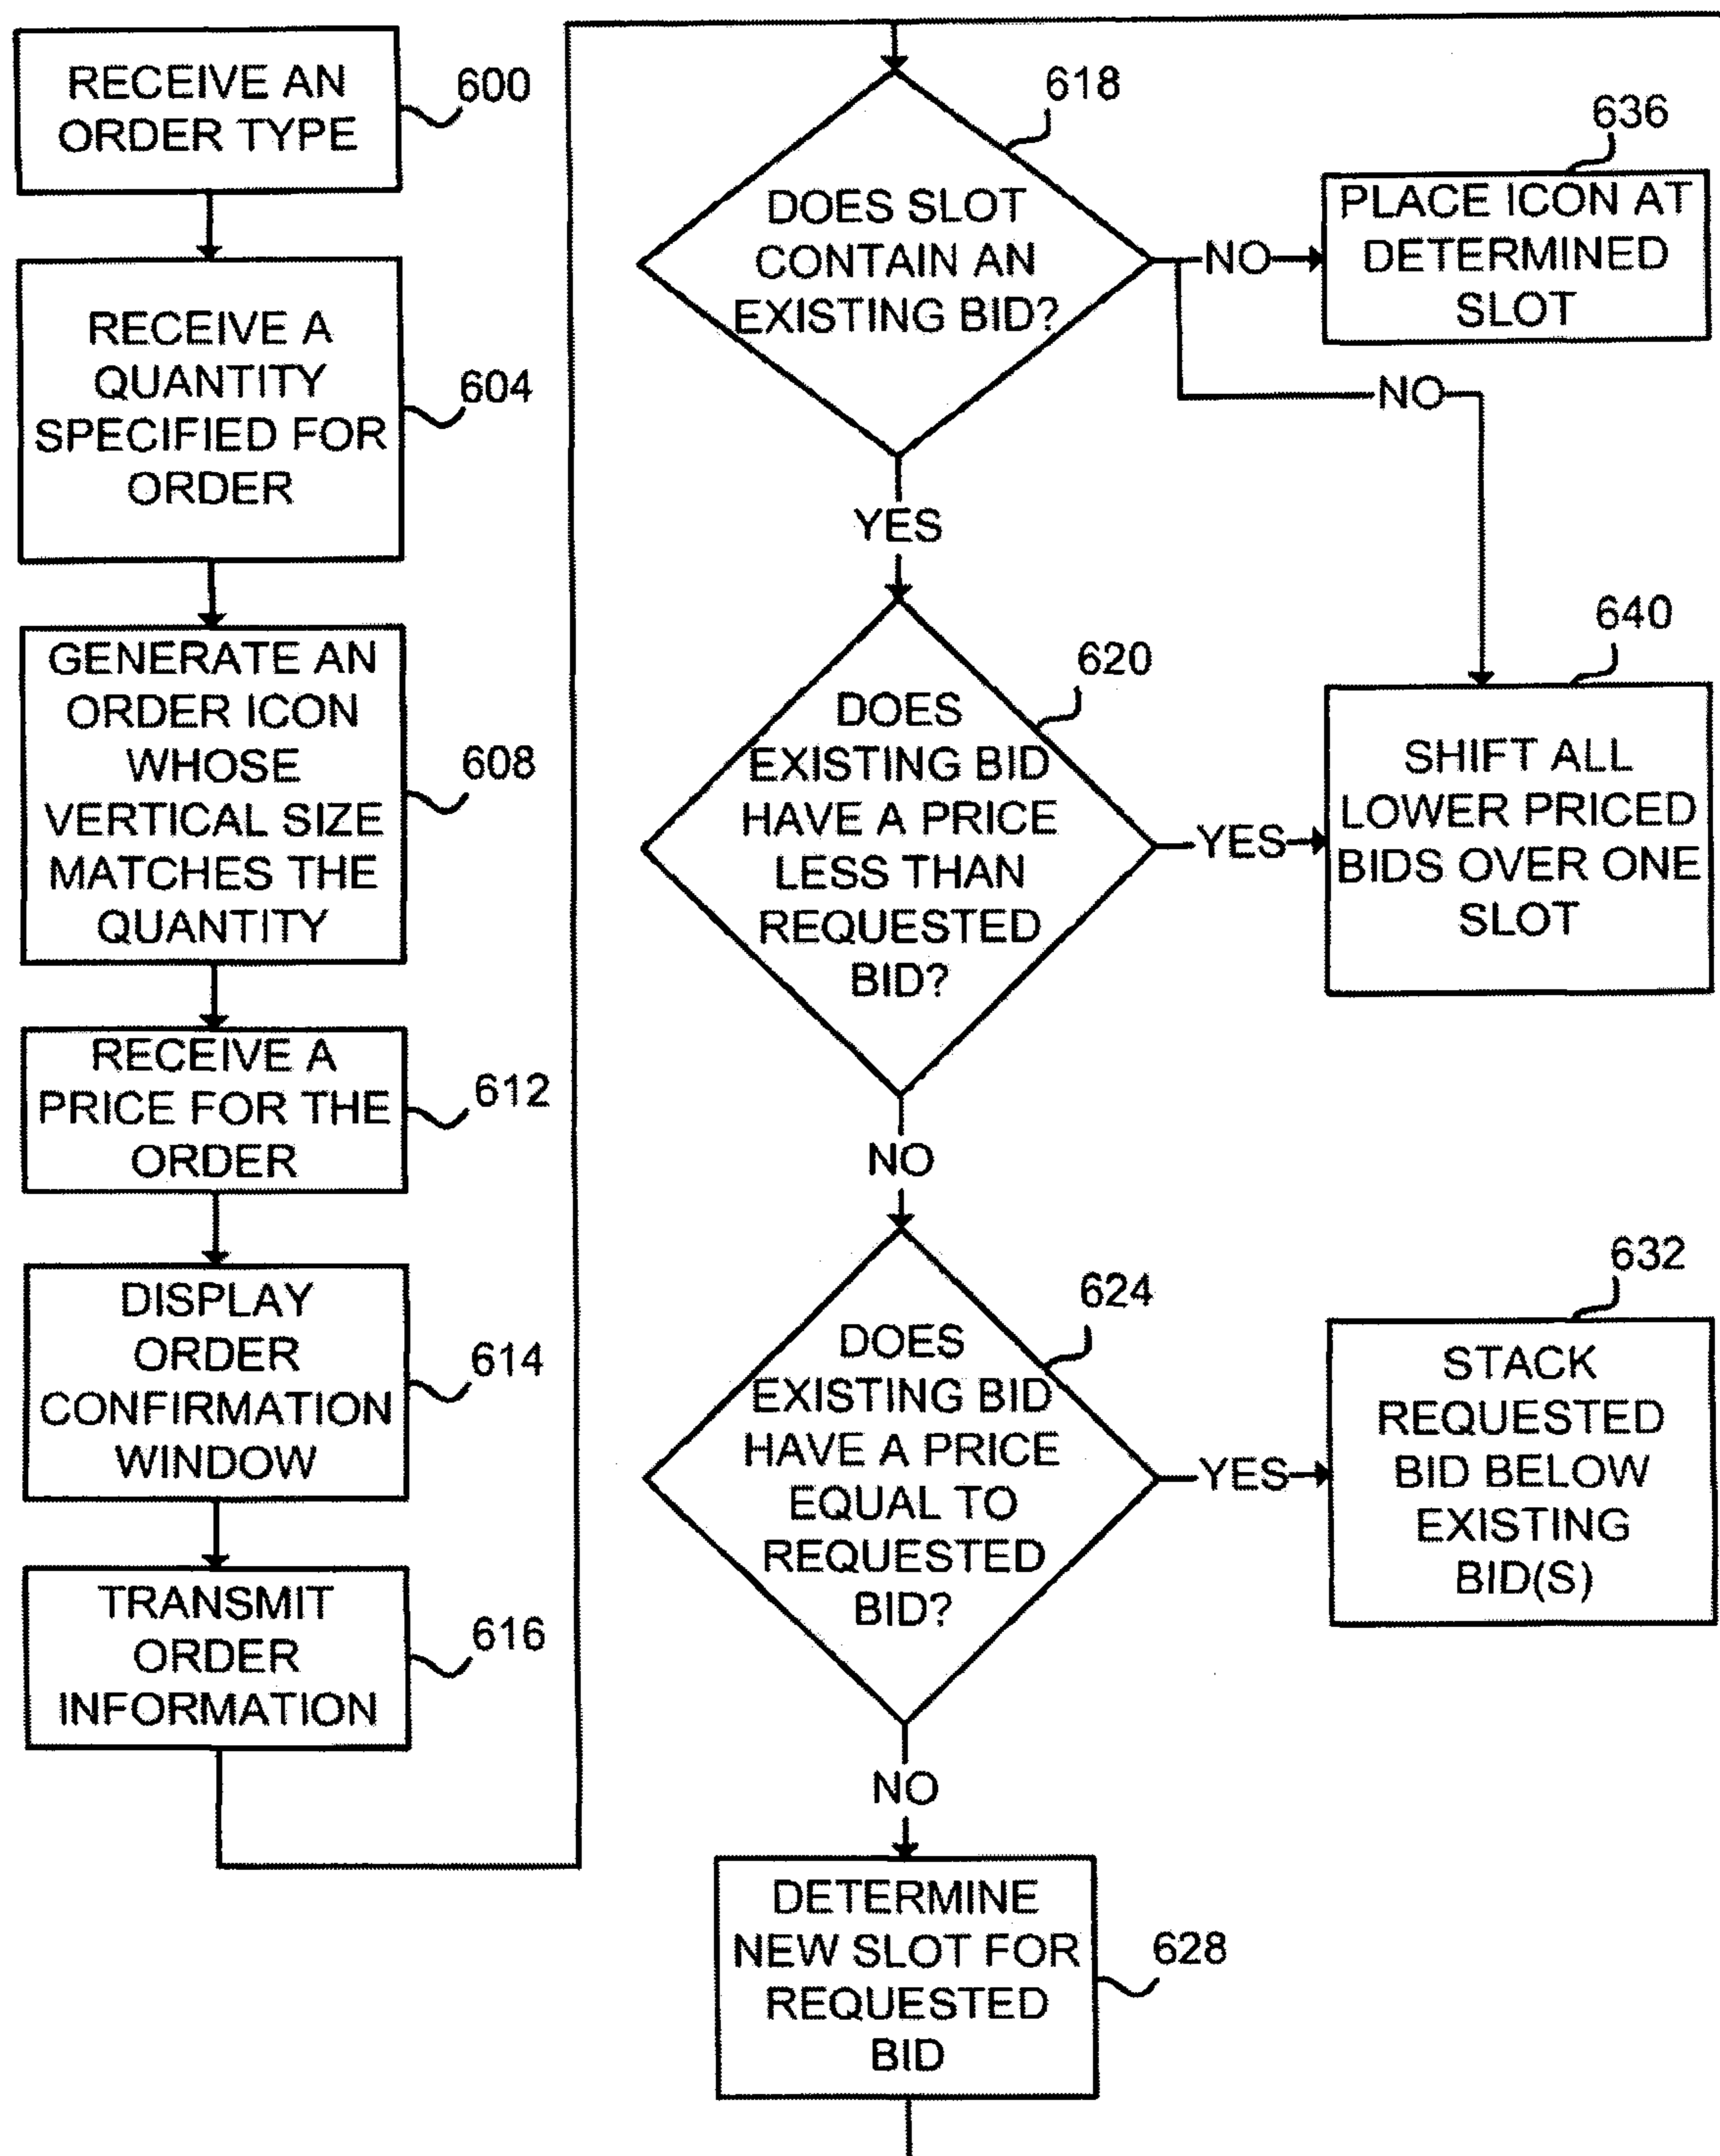 RECEIVE AN
ORDER TYPE
600
RECEIVE A
QUANTITY
SPECIFIED FOR
ORDER
604
GENERATE AN
ORDER ICON
WHOSE
VERTICAL SIZE
MATCHES THE
QUANTITY
608
RECEIVE A
PRICE FOR THE
ORDER
612
DISPLAY
ORDER
CONFIRMATION
WINDOW
614
TRANSMIT
ORDER
INFORMATION
616
618
DOES SLOT
CONTAIN AN
EXISTING BID?
NO
636
PLACE ICON AT
DETERMINED
SLOT
NO
YES
620
DOES
EXISTING BID
HAVE A PRICE
LESS THAN
REQUESTED
BID?
YES
640
SHIFT ALL
LOWER PRICED
BIDS OVER ONE
SLOT
NO
624
DOES
EXISTING BID
HAVE A PRICE
EQUAL TO
REQUESTED
BID?
YES
632
STACK
REQUESTED
BID BELOW
EXISTING
BID(S)
NO
DETERMINE
NEW SLOT FOR
REQUESTED
BID
628